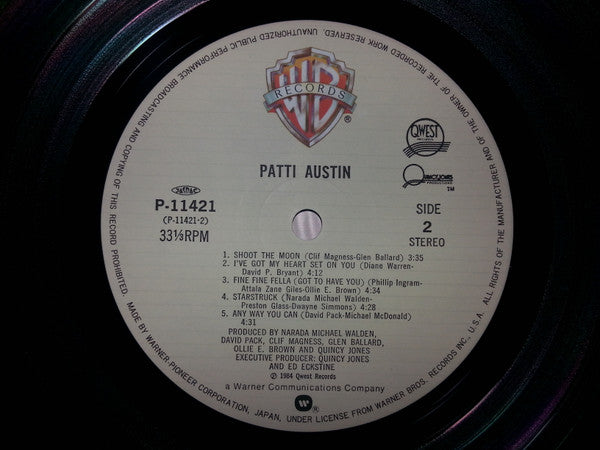 UNAUTHORIZED PUBLIC PERFORMANCE BROADCASTING AND COPYING OF THIS RECORD PROHIBITED.
ALL RIGHTS OF THE MANUFACTURER AND OF THE OWNER OF THE RECORDED WORK RESERVED.
WB
RECORDS
®
QWEST
RECORDS
QUINCY JONES
PRODUCTIONS
TM
PATTI AUSTIN
P-11421
(P-11421-2)
33⅓RPM
SIDE
2
STEREO
1. SHOOT THE MOON (Clif Magness-Glen Ballard) 3:35
2. I'VE GOT MY HEART SET ON YOU (Diane Warren-
David P. Bryant) 4:12
3. FINE FINE FELLA (GOT TO HAVE YOU) (Phillip Ingram-
Attala Zane Giles-Ollie E. Brown) 4:34
4. STARSTRUCK (Narada Michael Walden-
Preston Glass-Dwayne Simmons) 4:28
5. ANY WAY YOU CAN (David Pack-Michael McDonald)
4:31
PRODUCED BY NARADA MICHAEL WALDEN,
DAVID PACK, CLIF MAGNESS, GLEN BALLARD,
OLLIE E. BROWN AND QUINCY JONES
EXECUTIVE PRODUCER: QUINCY JONES
AND ED ECKSTINE
℗ 1984 Qwest Records
a Warner Communications Company
®
MADE BY WARNER-PIONEER CORPORATION, JAPAN, UNDER LICENSE FROM WARNER BROS. RECORDS INC., U.S.A.